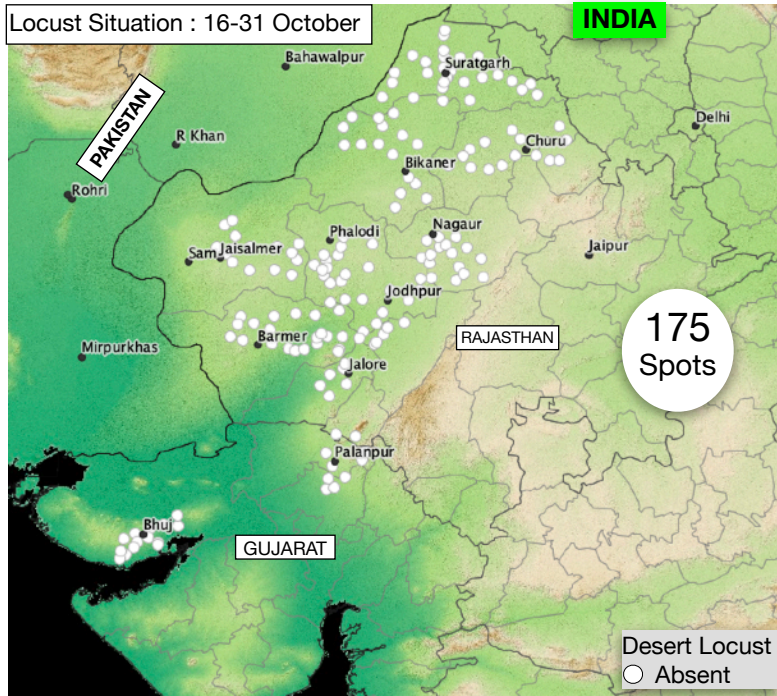 Locust Situation : 16-31 October
INDIA
Bahawalpur
Suratgarh
PAKISTAN
R Khan
Delhi
Churu
Bikaner
Rohri
Phalodi
Nagaur
Sam
Jaisalmer
Jaipur
Jodhpur
175
Spots
Barmer
RAJASTHAN
Mirpurkhas
Jalore
Palanpur
Bhuj
GUJARAT
Desert Locust
Absent